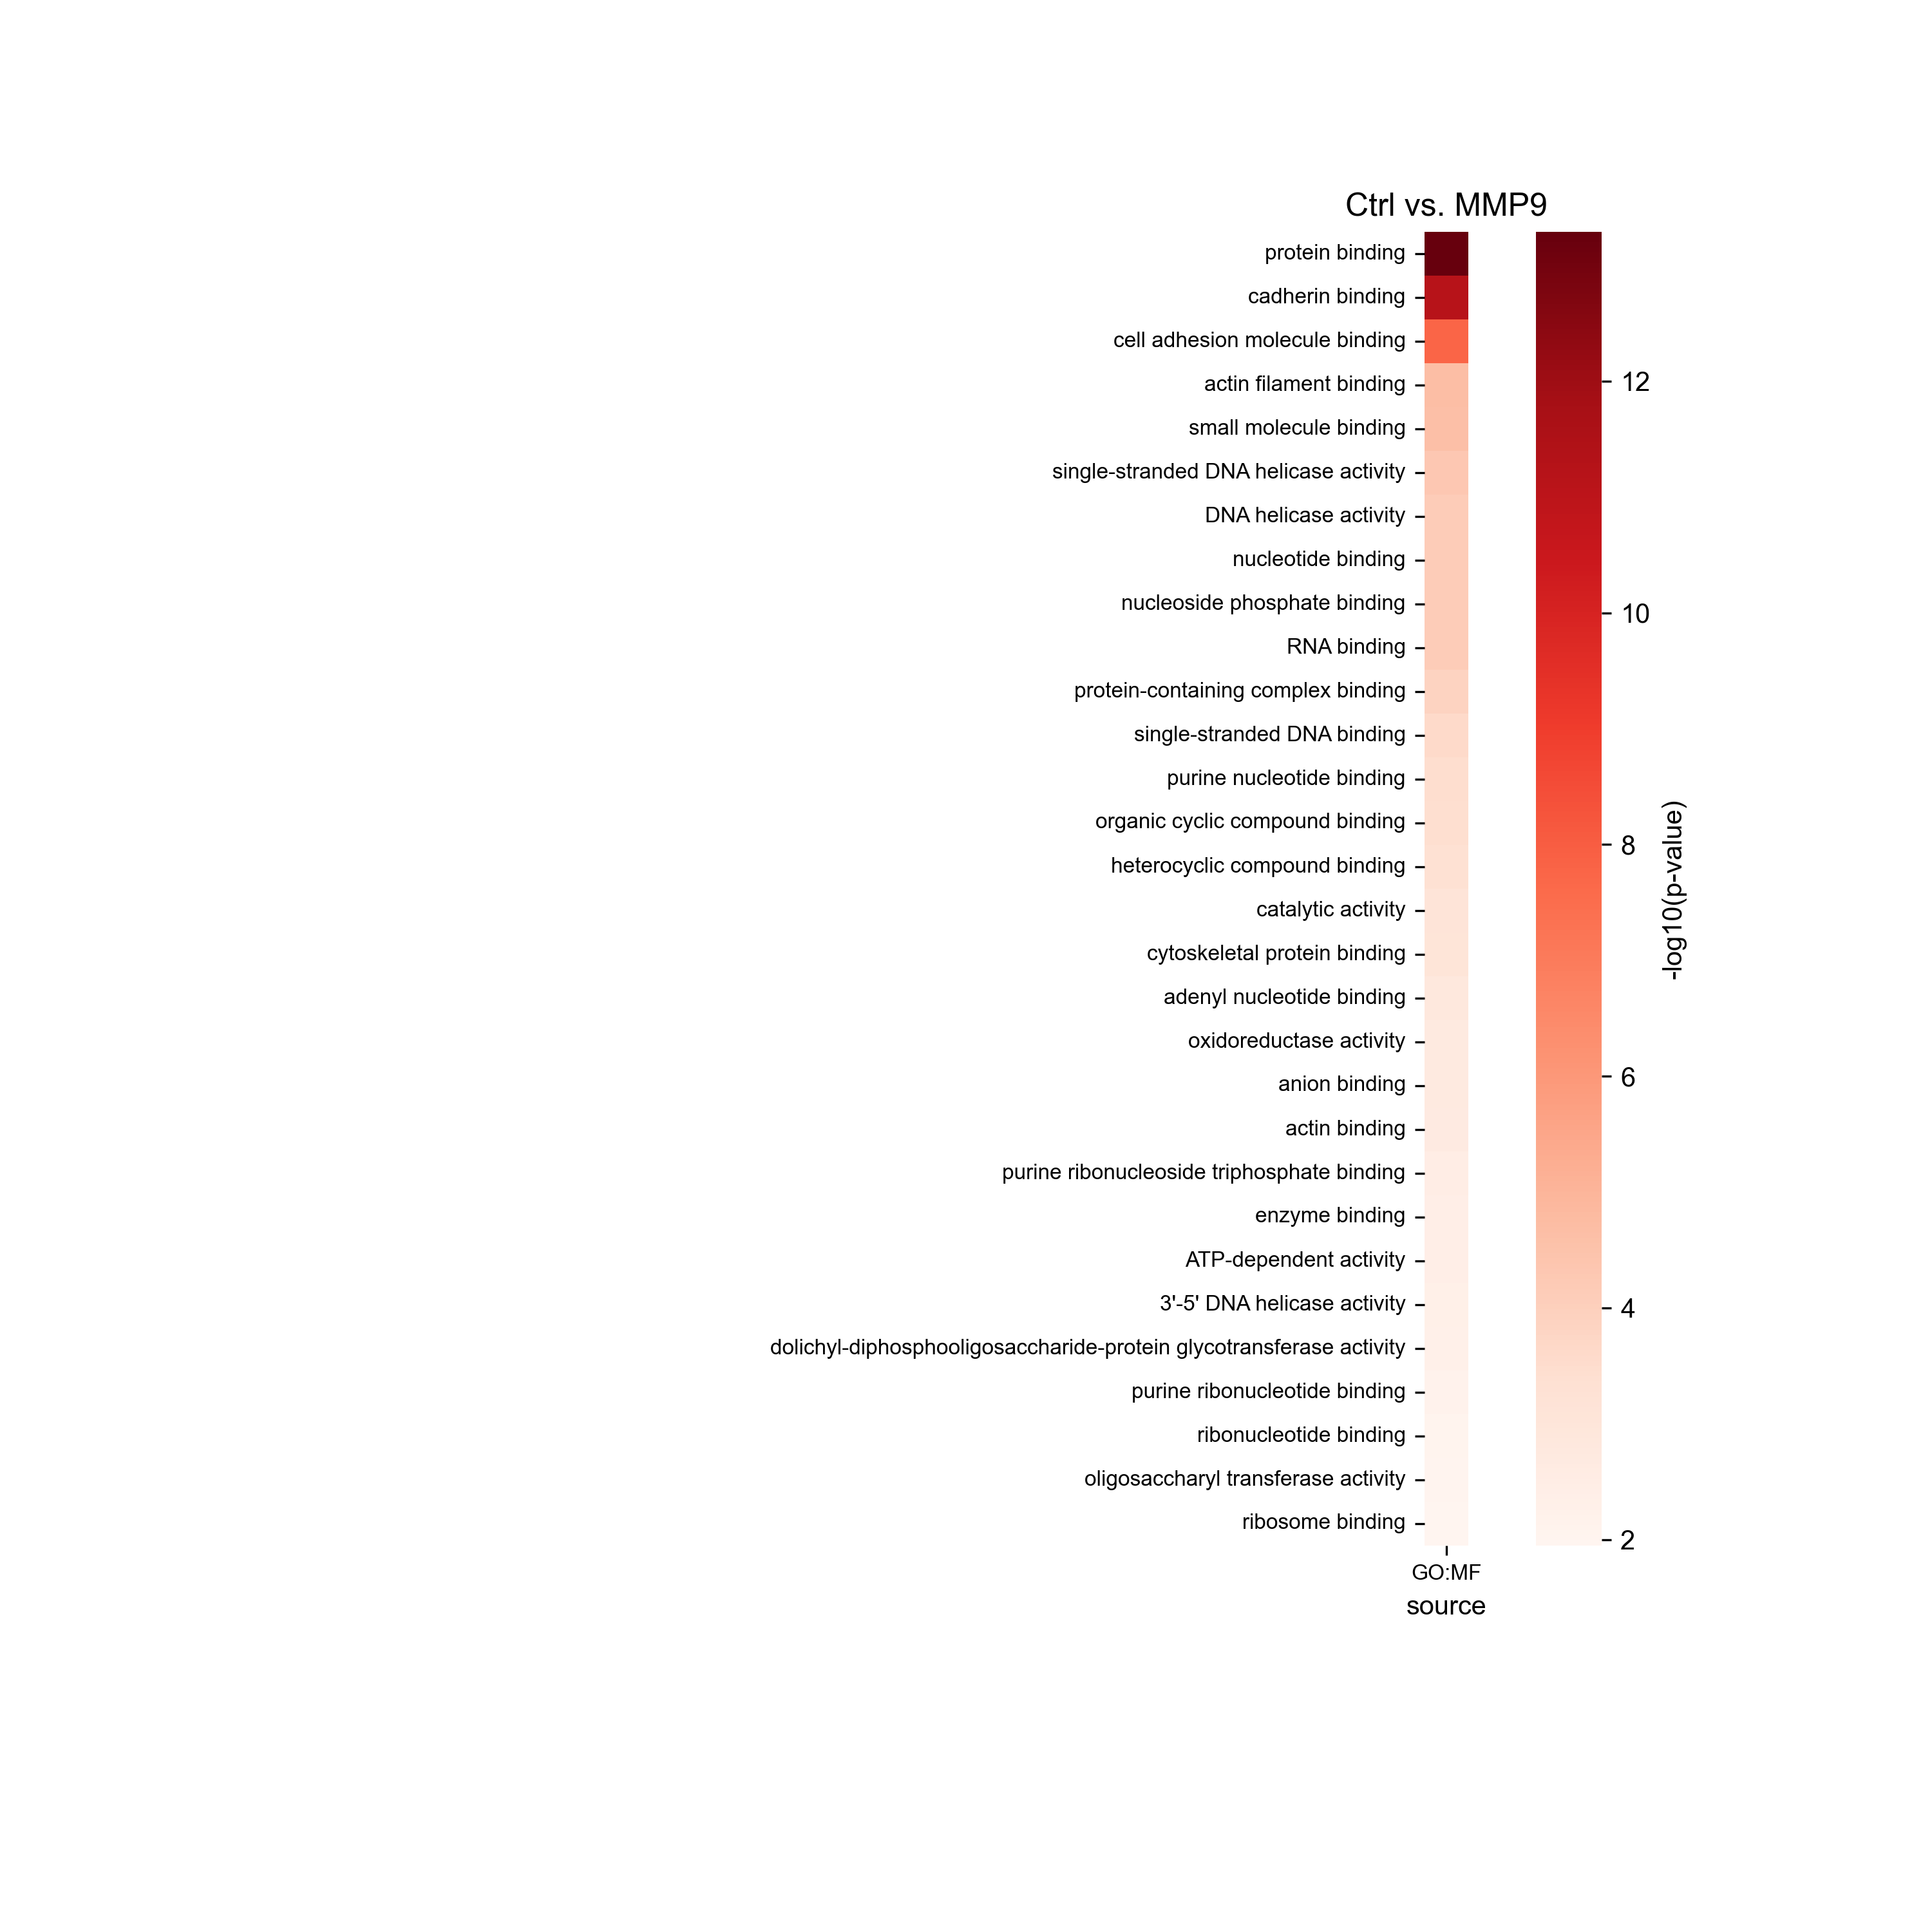 Ctrl vs. MMP9
protein binding
cadherin binding
cell adhesion molecule binding
actin filament binding
small molecule binding
single-stranded DNA helicase activity
DNA helicase activity
nucleotide binding
nucleoside phosphate binding
RNA binding
protein-containing complex binding
single-stranded DNA binding
purine nucleotide binding
organic cyclic compound binding
heterocyclic compound binding
catalytic activity
cytoskeletal protein binding
adenyl nucleotide binding
oxidoreductase activity
anion binding
actin binding
purine ribonucleoside triphosphate binding
enzyme binding
ATP-dependent activity
3'-5' DNA helicase activity
dolichyl-diphosphooligosaccharide-protein glycotransferase activity
purine ribonucleotide binding
ribonucleotide binding
oligosaccharyl transferase activity
ribosome binding
GO:MF
source
12
10
8
6
4
2
-log10(p-value)